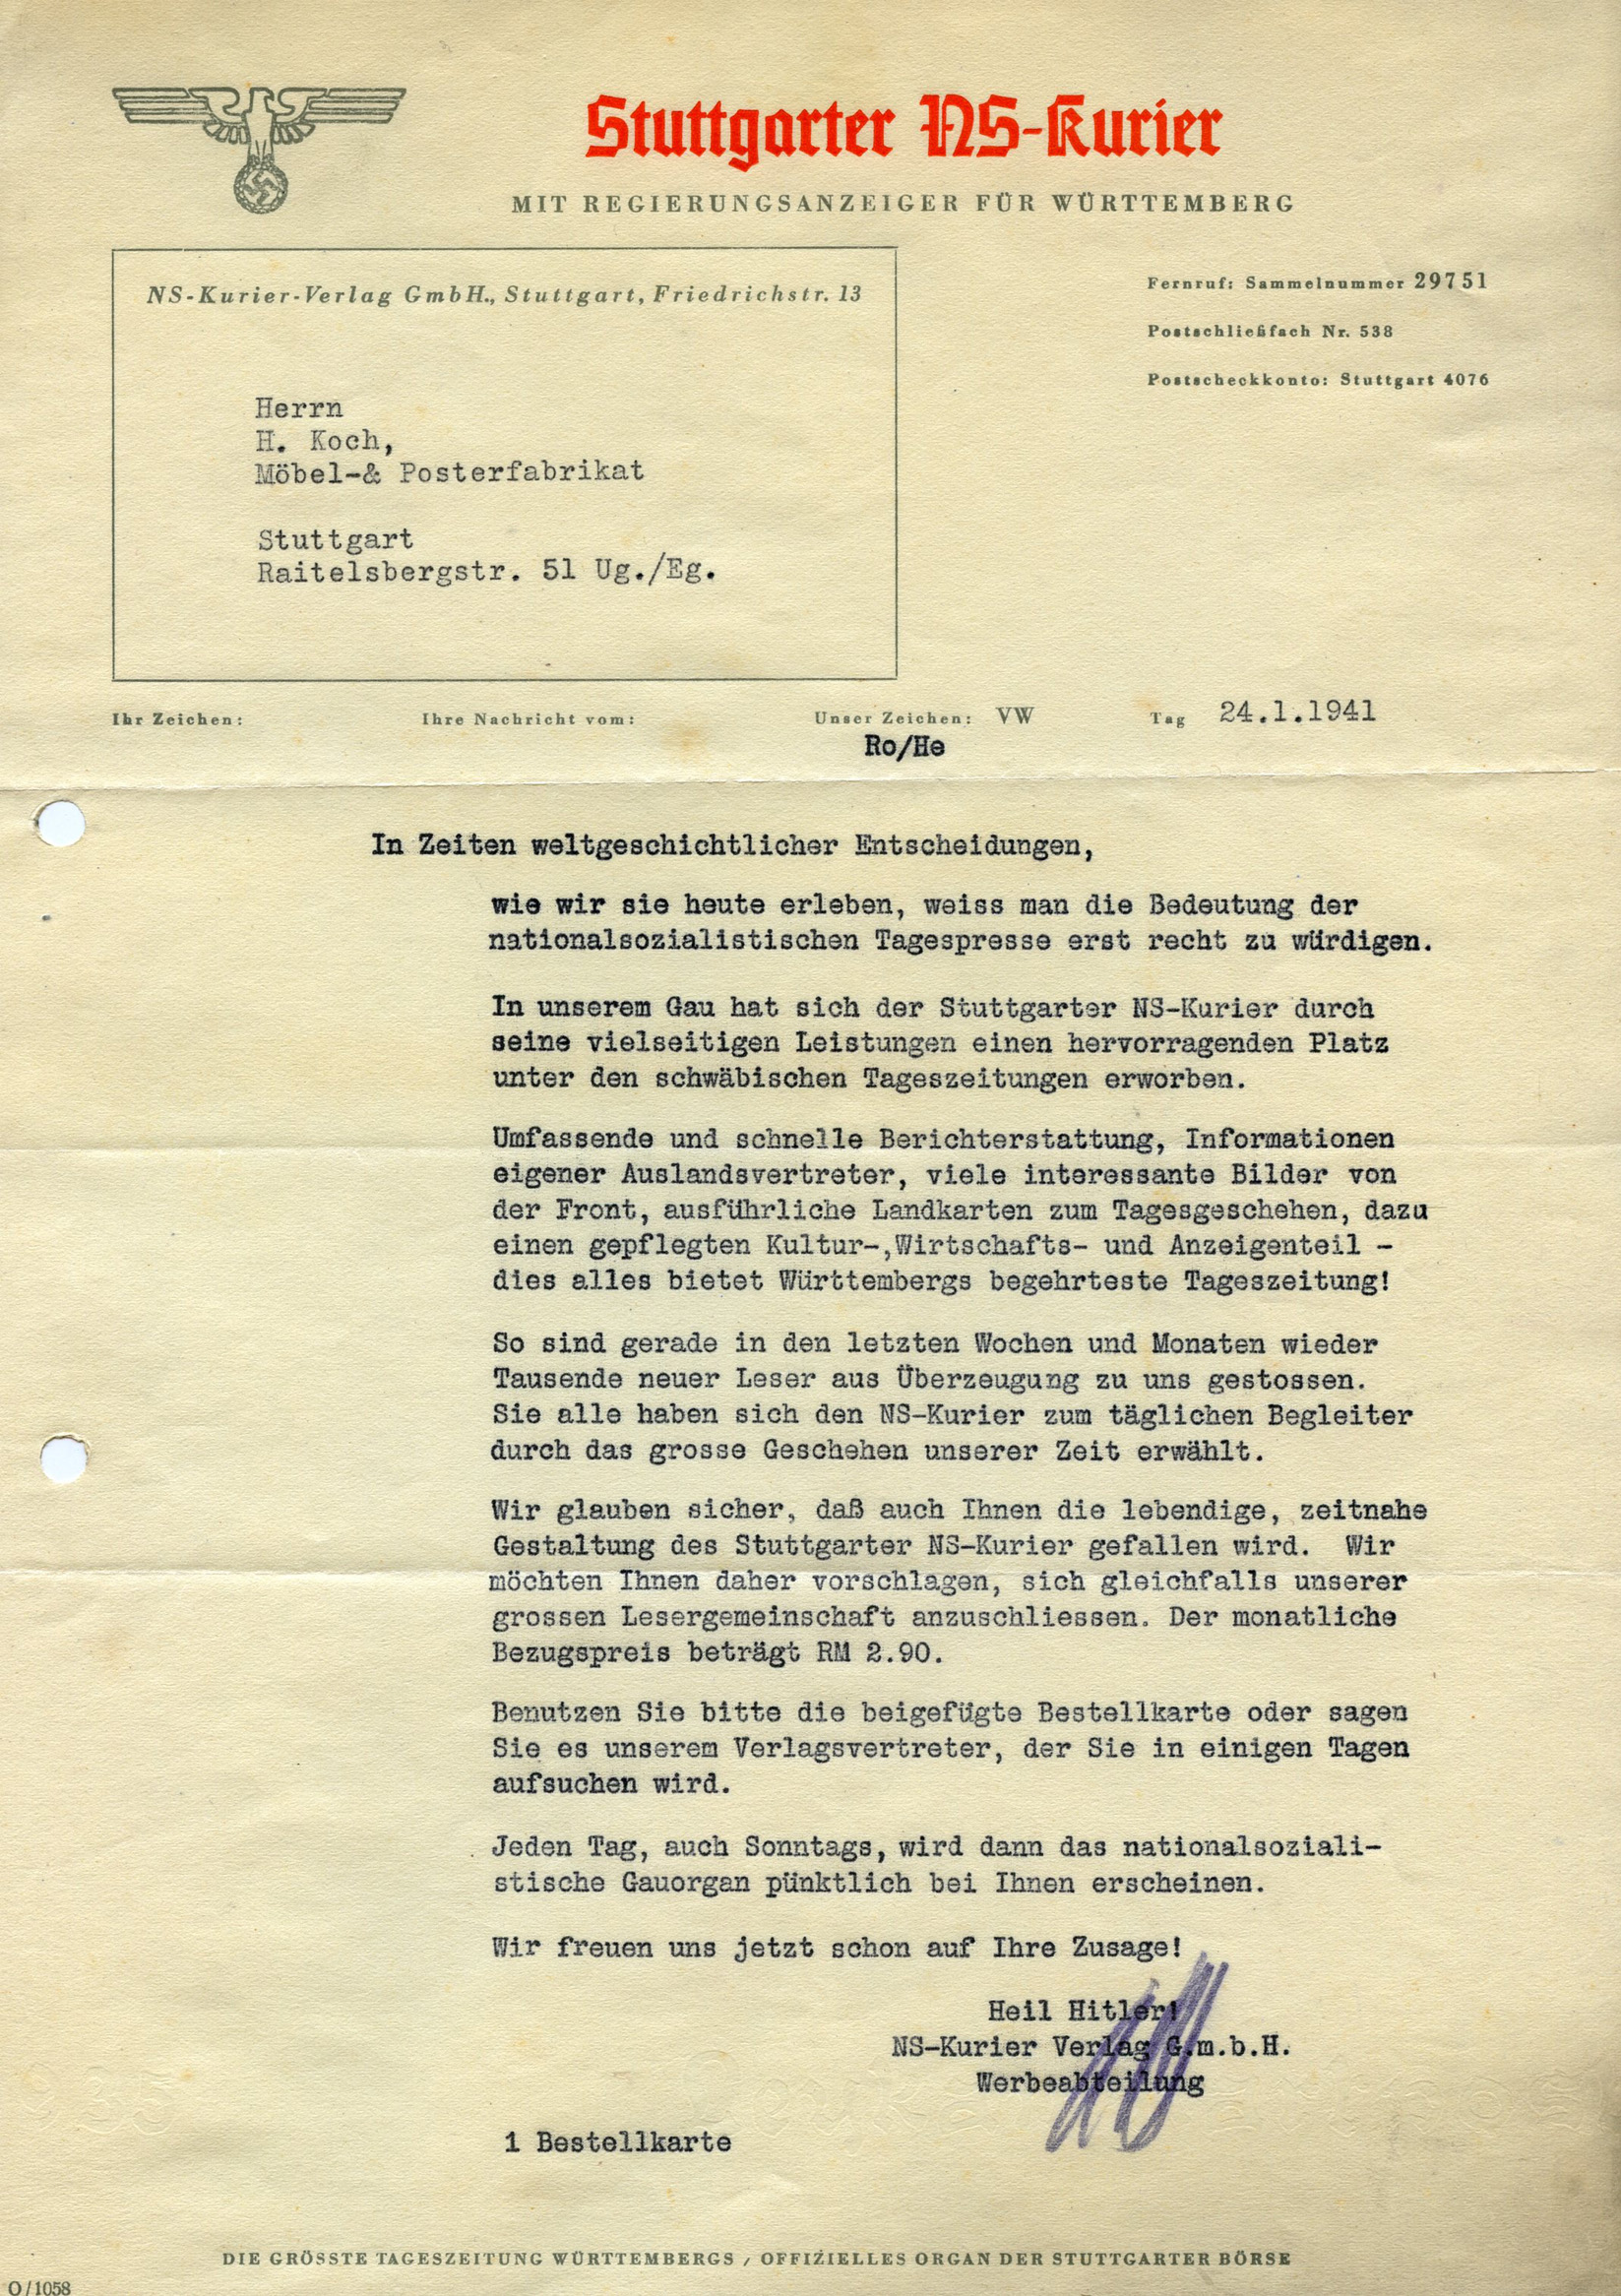 Stuttgarter NS-Kurier
MIT REGIERUNGSANZEIGER FÜR WÜRTTEMBERG
NS-Kurier-Verlag GmbH., Stuttgart, Friedrichstr. 13
Fernruf: Sammelnummer 29751
Postschließfach Nr. 538
Postscheckkonto: Stuttgart 4076
Herrn
H. Koch,
Möbel-& Posterfabrikat
Stuttgart
Raitelsbergstr. 51 Ug./Eg.
Ihr Zeichen: Ihre Nachricht vom: Unser Zeichen: VW Tag 24.1.1941
Ro/He
In Zeiten weltgeschichtlicher Entscheidungen,
wie wir sie heute erleben, weiss man die Bedeutung der
nationalsozialistischen Tagespresse erst recht zu würdigen.
In unserem Gau hat sich der Stuttgarter NS-Kurier durch
seine vielseitigen Leistungen einen hervorragenden Platz
unter den schwäbischen Tageszeitungen erworben.
Umfassende und schnelle Berichterstattung, Informationen
eigener Auslandsvertreter, viele interessante Bilder von
der Front, ausführliche Landkarten zum Tagesgeschehen, dazu
einen gepflegten Kultur-,Wirtschafts- und Anzeigenteil -
dies alles bietet Württembergs begehrteste Tageszeitung!
So sind gerade in den letzten Wochen und Monaten wieder
Tausende neuer Leser aus Überzeugung zu uns gestossen.
Sie alle haben sich den NS-Kurier zum täglichen Begleiter
durch das grosse Geschehen unserer Zeit erwählt.
Wir glauben sicher, daß auch Ihnen die lebendige, zeitnahe
Gestaltung des Stuttgarter NS-Kurier gefallen wird. Wir
möchten Ihnen daher vorschlagen, sich gleichfalls unserer
grossen Lesergemeinschaft anzuschliessen. Der monatliche
Bezugspreis beträgt RM 2.90.
Benutzen Sie bitte die beigefügte Bestellkarte oder sagen
Sie es unserem Verlagsvertreter, der Sie in einigen Tagen
aufsuchen wird.
Jeden Tag, auch Sonntags, wird dann das nationalsoziali-
stische Gauorgan pünktlich bei Ihnen erscheinen.
Wir freuen uns jetzt schon auf Ihre Zusage!
Heil Hitler!
NS-Kurier Verlag G.m.b.H.
Werbeabteilung
1 Bestellkarte
DIE GRÖSSTE TAGESZEITUNG WÜRTTEMBERGS / OFFIZIELLES ORGAN DER STUTTGARTER BÖRSE
O/1058